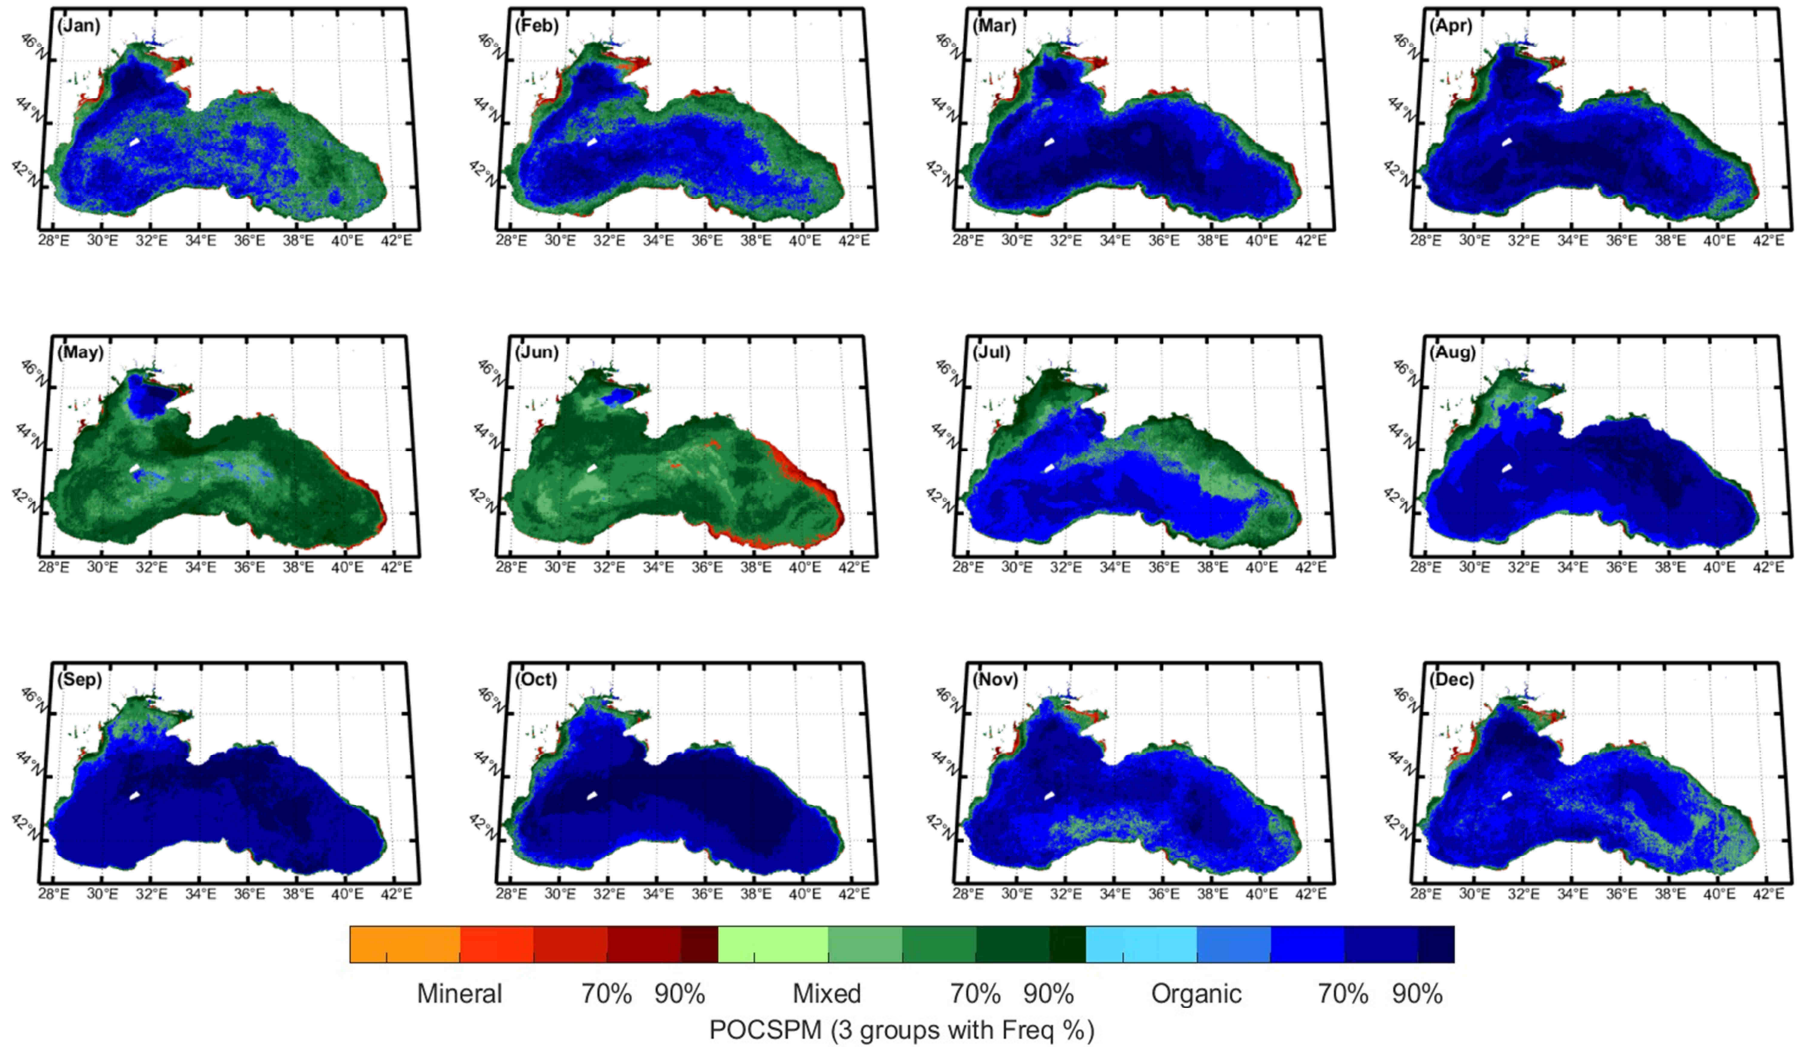 (Jan) (Feb) (Mar) (Apr)
46°N 46°N 46°N 46°N
44°N 44°N 44°N 44°N
42°N 42°N 42°N 42°N
28°E 30°E 32°E 34°E 36°E 38°E 40°E 42°E 28°E 30°E 32°E 34°E 36°E 38°E 40°E 42°E 28°E 30°E 32°E 34°E 36°E 38°E 40°E 42°E 28°E 30°E 32°E 34°E 36°E 38°E 40°E 42°E
(May) (Jun) (Jul) (Aug)
46°N 46°N 46°N 46°N
44°N 44°N 44°N 44°N
42°N 42°N 42°N 42°N
28°E 30°E 32°E 34°E 36°E 38°E 40°E 42°E 28°E 30°E 32°E 34°E 36°E 38°E 40°E 42°E 28°E 30°E 32°E 34°E 36°E 38°E 40°E 42°E 28°E 30°E 32°E 34°E 36°E 38°E 40°E 42°E
(Sep) (Oct) (Nov) (Dec)
46°N 46°N 46°N 46°N
44°N 44°N 44°N 44°N
42°N 42°N 42°N 42°N
28°E 30°E 32°E 34°E 36°E 38°E 40°E 42°E 28°E 30°E 32°E 34°E 36°E 38°E 40°E 42°E 28°E 30°E 32°E 34°E 36°E 38°E 40°E 42°E 28°E 30°E 32°E 34°E 36°E 38°E 40°E 42°E
Mineral 70% 90% Mixed 70% 90% Organic 70% 90%
POCSPM (3 groups with Freq %)